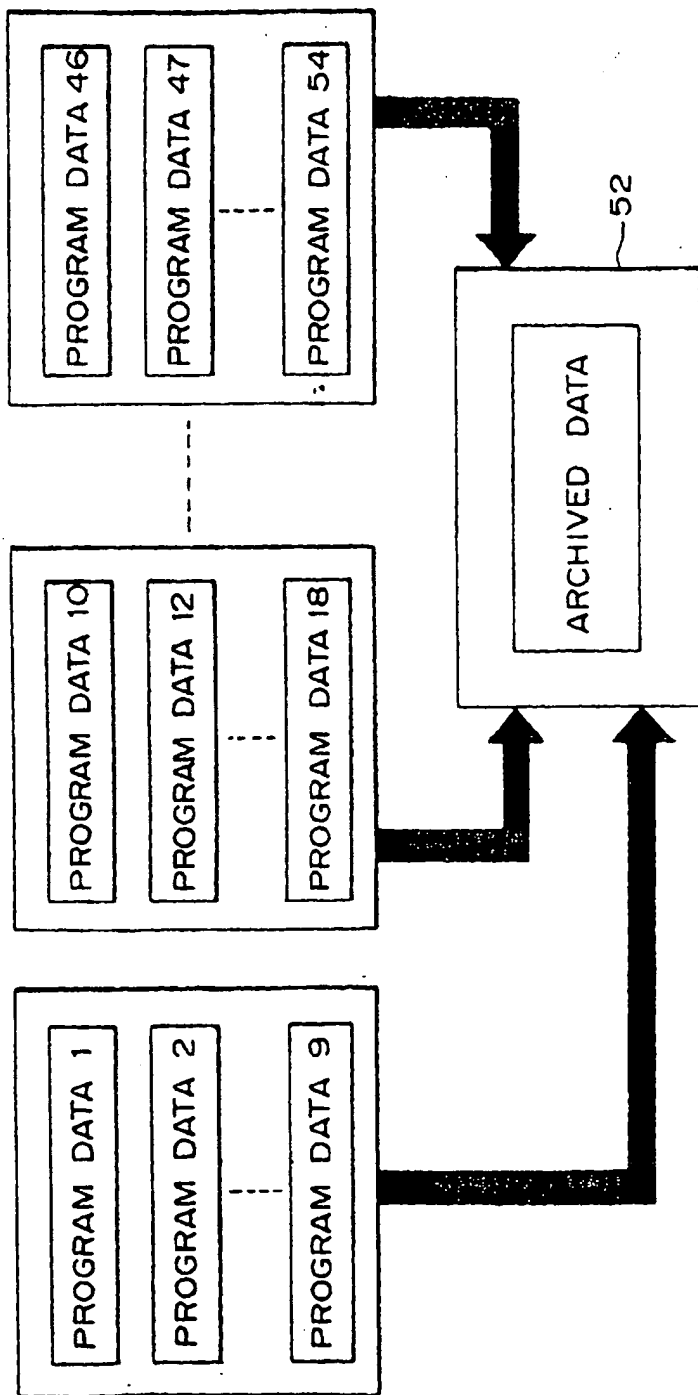 PROGRAM DATA 1
PROGRAM DATA 2
PROGRAM DATA 9
PROGRAM DATA 10
PROGRAM DATA 12
PROGRAM DATA 18
PROGRAM DATA 46
PROGRAM DATA 47
PROGRAM DATA 54
ARCHIVED DATA
52